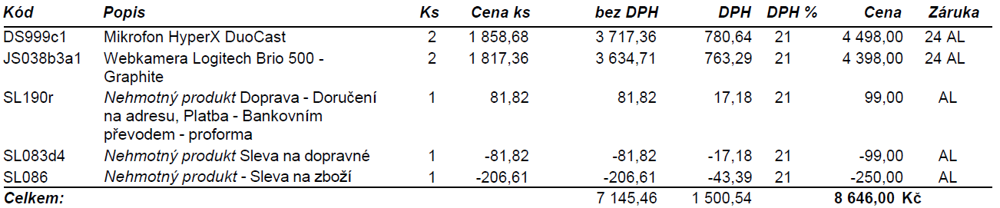 Kód Popis Ks Cena ks bez DPH DPH DPH % Cena Záruka
DS999c1 Mikrofon HyperX DuoCast 2 1 858,68 3 717,36 780,64 21 4 498,00 24 AL
JS038b3a1 Webkamera Logitech Brio 500 - 2 1 817,36 3 634,71 763,29 21 4 398,00 24 AL
Graphite
SL190r Nehmotný produkt Doprava - Doručení 1 81,82 81,82 17,18 21 99,00 AL
na adresu, Platba - Bankovním
převodem - proforma
SL083d4 Nehmotný produkt Sleva na dopravné 1 -81,82 -81,82 -17,18 21 -99,00 AL
SL086 Nehmotný produkt - Sleva na zboží 1 -206,61 -206,61 -43,39 21 -250,00 AL
Celkem: 7 145,46 1 500,54 8 646,00 Kč